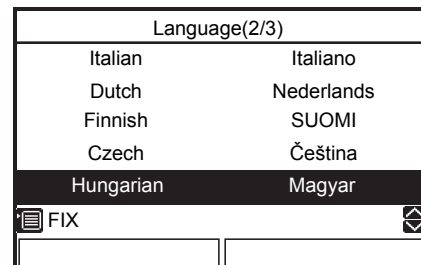 Language(2/3)
Italian Italiano
Dutch Nederlands
Finnish SUOMI
Czech Čeština
Hungarian Magyar
FIX